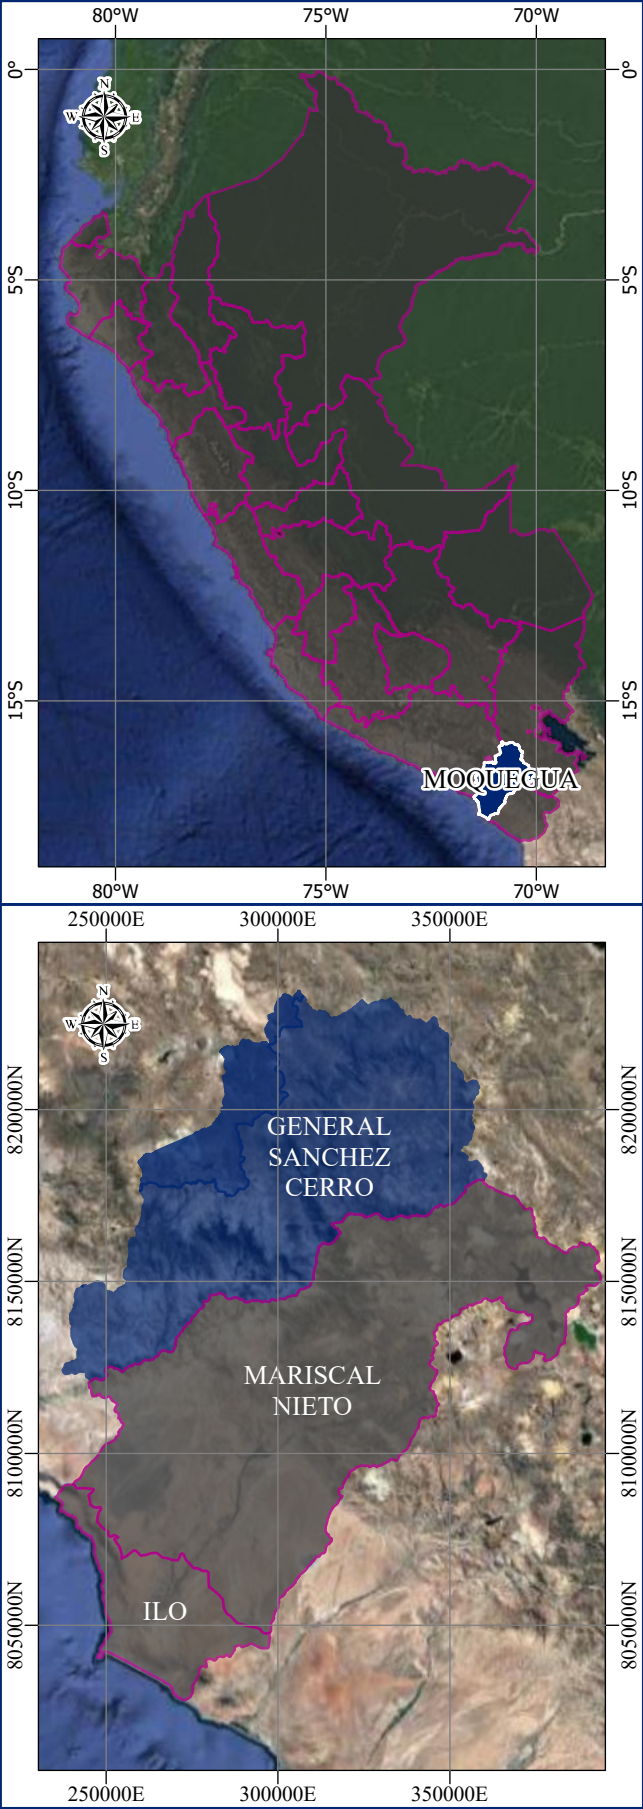 80°W 75°W 70°W
0° 0°
N
W E
S
5°S 5°S
10°S 10°S
15°S 15°S
MOQUEGUA
80°W 75°W 70°W
250000E 300000E 350000E
N
W E
S
8200000N 8200000N
GENERAL
SANCHEZ
CERRO
8150000N 8150000N
MARISCAL
NIETO
8100000N 8100000N
ILO
8050000N 8050000N
250000E 300000E 350000E